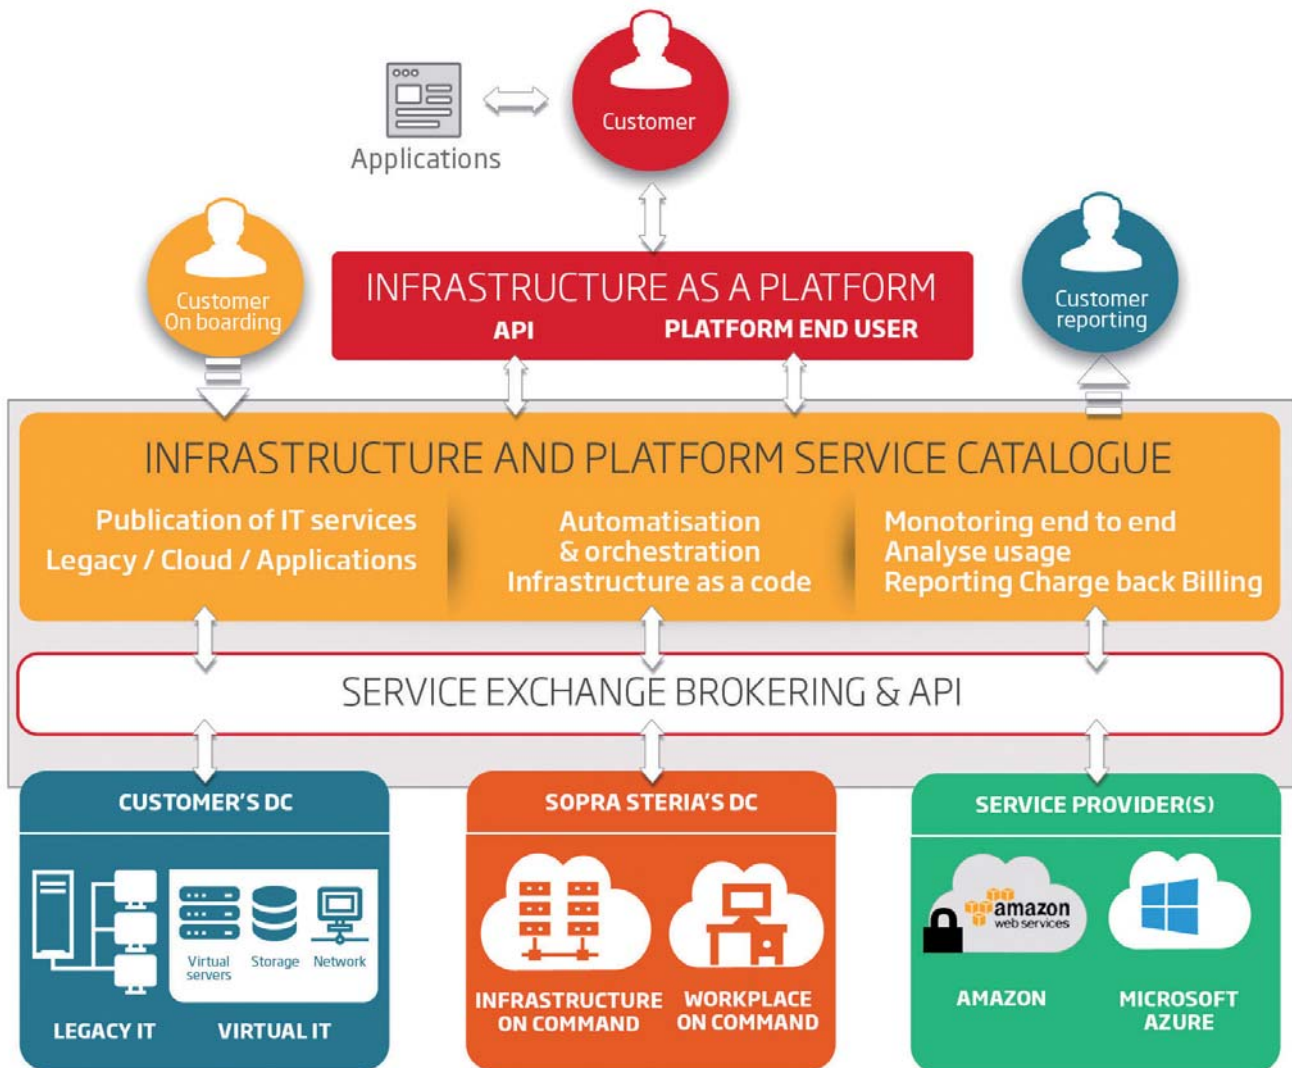 Customer
Applications
Customer
On boarding
INFRASTRUCTURE AS A PLATFORM
API
PLATFORM END USER
Customer
reporting
INFRASTRUCTURE AND PLATFORM SERVICE CATALOGUE
Publication of IT services
Legacy / Cloud / Applications
Automatisation
& orchestration
Infrastructure as a code
Monotoring end to end
Analyse usage
Reporting Charge back Billing
SERVICE EXCHANGE BROKERING & API
CUSTOMER'S DC
Virtual
servers
Storage
Network
LEGACY IT
VIRTUAL IT
SOPRA STERIA'S DC
INFRASTRUCTURE
ON COMMAND
WORKPLACE
ON COMMAND
SERVICE PROVIDER(S)
amazon
web services
AMAZON
MICROSOFT
AZURE